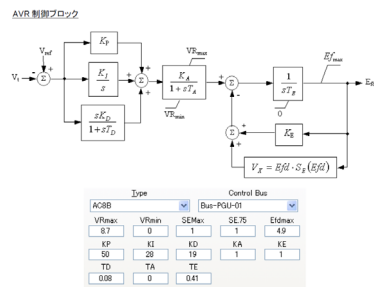 AVR 制御ブロック
V_ref
V_t
K_P
K_I
s
sK_D
1+sT_D
VR_max
K_A
1+sT_A
VR_min
1
sT_E
0
Ef_max
E_fd
K_E
V_X = Efd·S_E(Efd)
Type Control Bus
AC8B Bus-PGU-01
VRmax VRmin SEMax SE.75 Efdmax
8.7 0 1 1 4.9
KP KI KD KA KE
50 28 19 1 1
TD TA TE
0.08 0 0.41